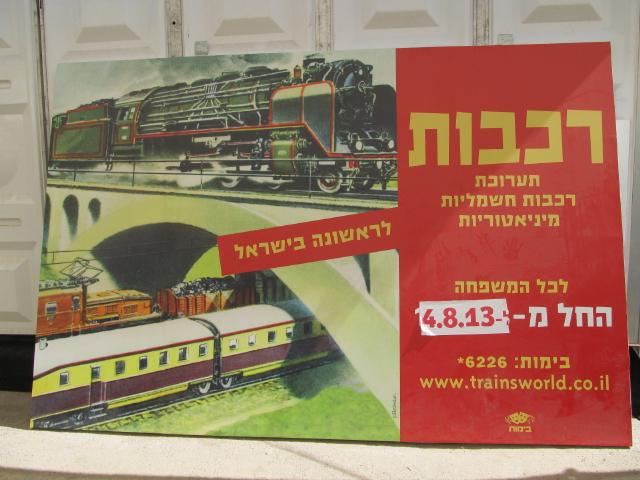 רכבות
תערוכת
רכבות חשמליות
מיניאטוריות
לראשונה בישראל
לכל המשפחה
החל מ-4.8.13
בימות: 6226*
www.trainsworld.co.il
בימות